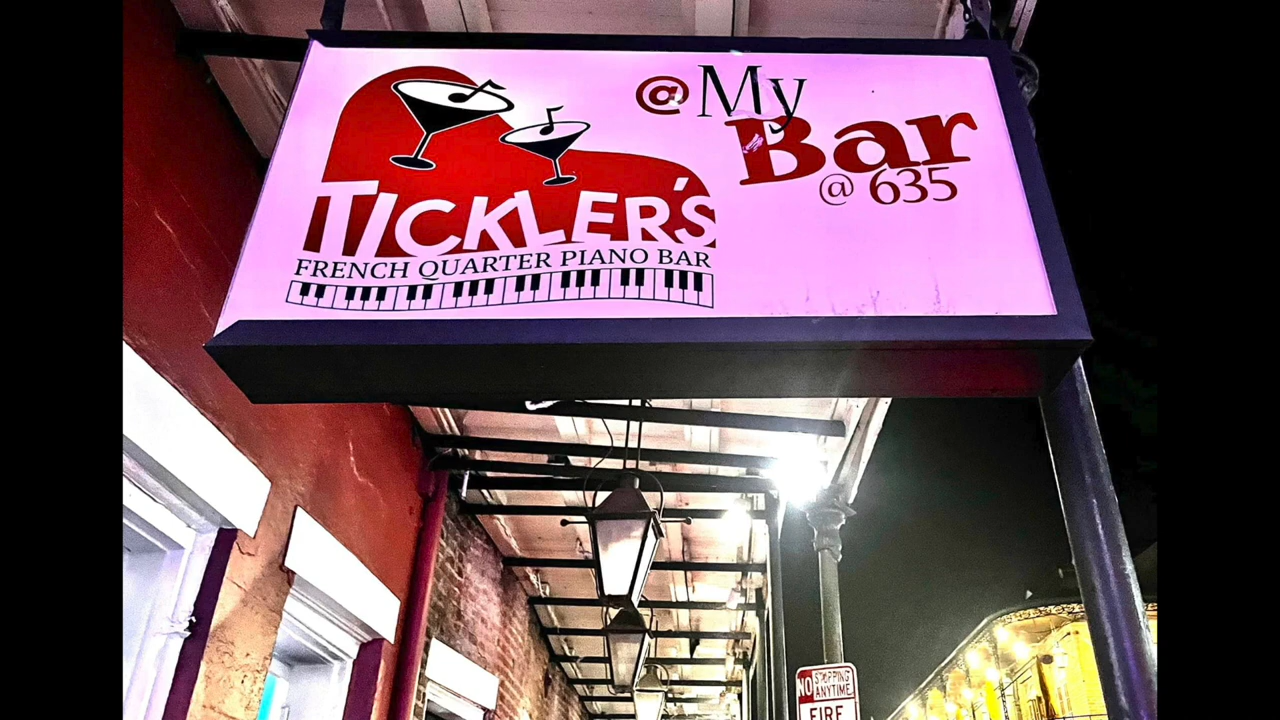 @My
Bar
@ 635
TICKLER'S
FRENCH QUARTER PIANO BAR
NO STOPPING
ANYTIME
FIRE